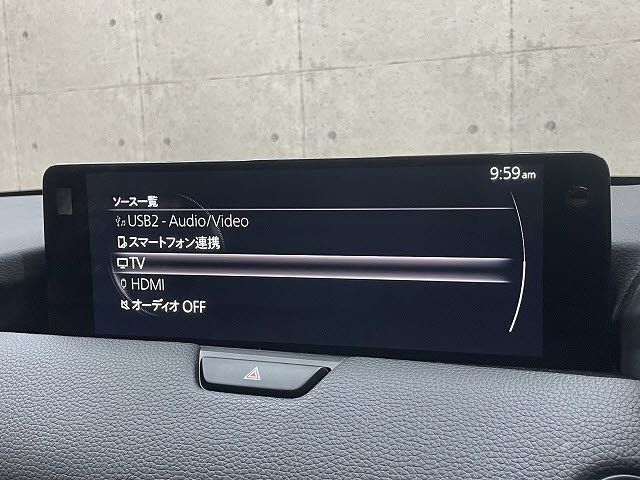 9:59am
ソース一覧
USB2 - Audio/Video
スマートフォン連携
TV
HDMI
オーディオ OFF